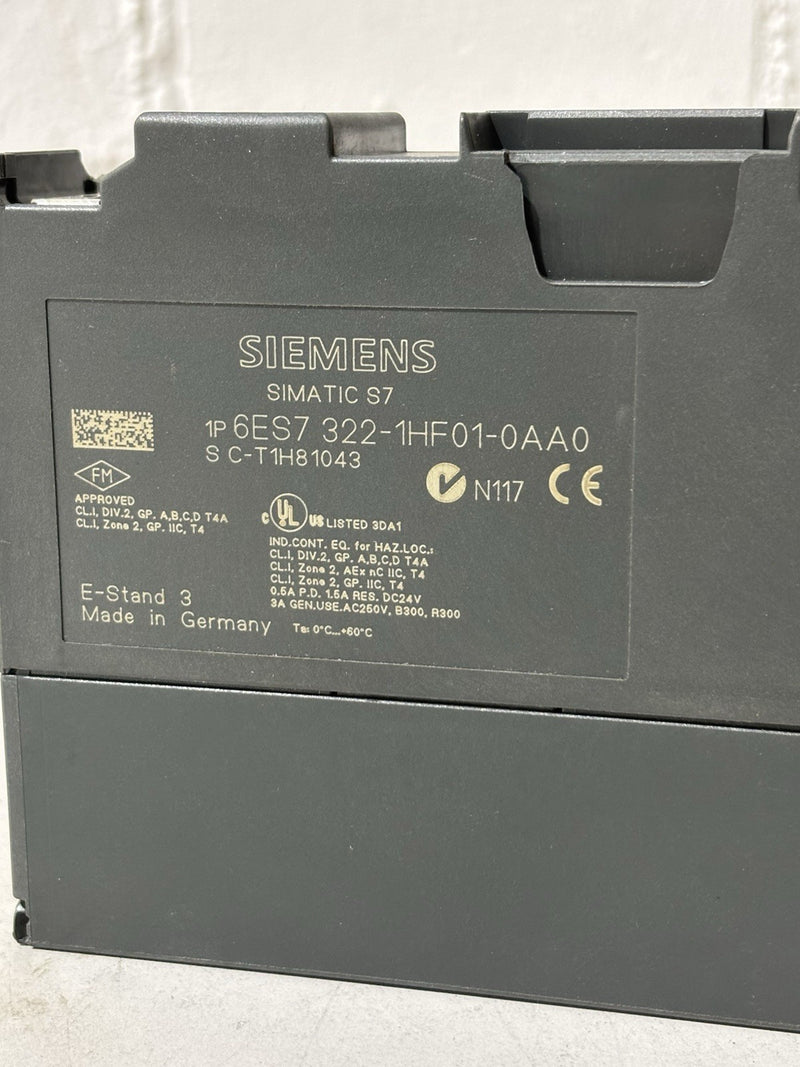 SIEMENS
SIMATIC S7
1P 6ES7 322-1HF01-0AA0
S C-T1H81043
FM
N117 CE
APPROVED
CL.I, DIV.2, GP. A,B,C,D T4A
CL.I, Zone 2, GP. IIC, T4
c UL US LISTED 3DA1
IND.CONT. EQ. for HAZ.LOC.:
CL.I, DIV.2, GP. A,B,C,D T4A
CL.I, Zone 2, AEx nC IIC, T4
CL.I, Zone 2, GP. IIC, T4
0.5A P.D. 1.5A RES. DC24V
3A GEN.USE.AC250V, B300, R300
E-Stand 3
Made in Germany
Ta: 0°C...+60°C